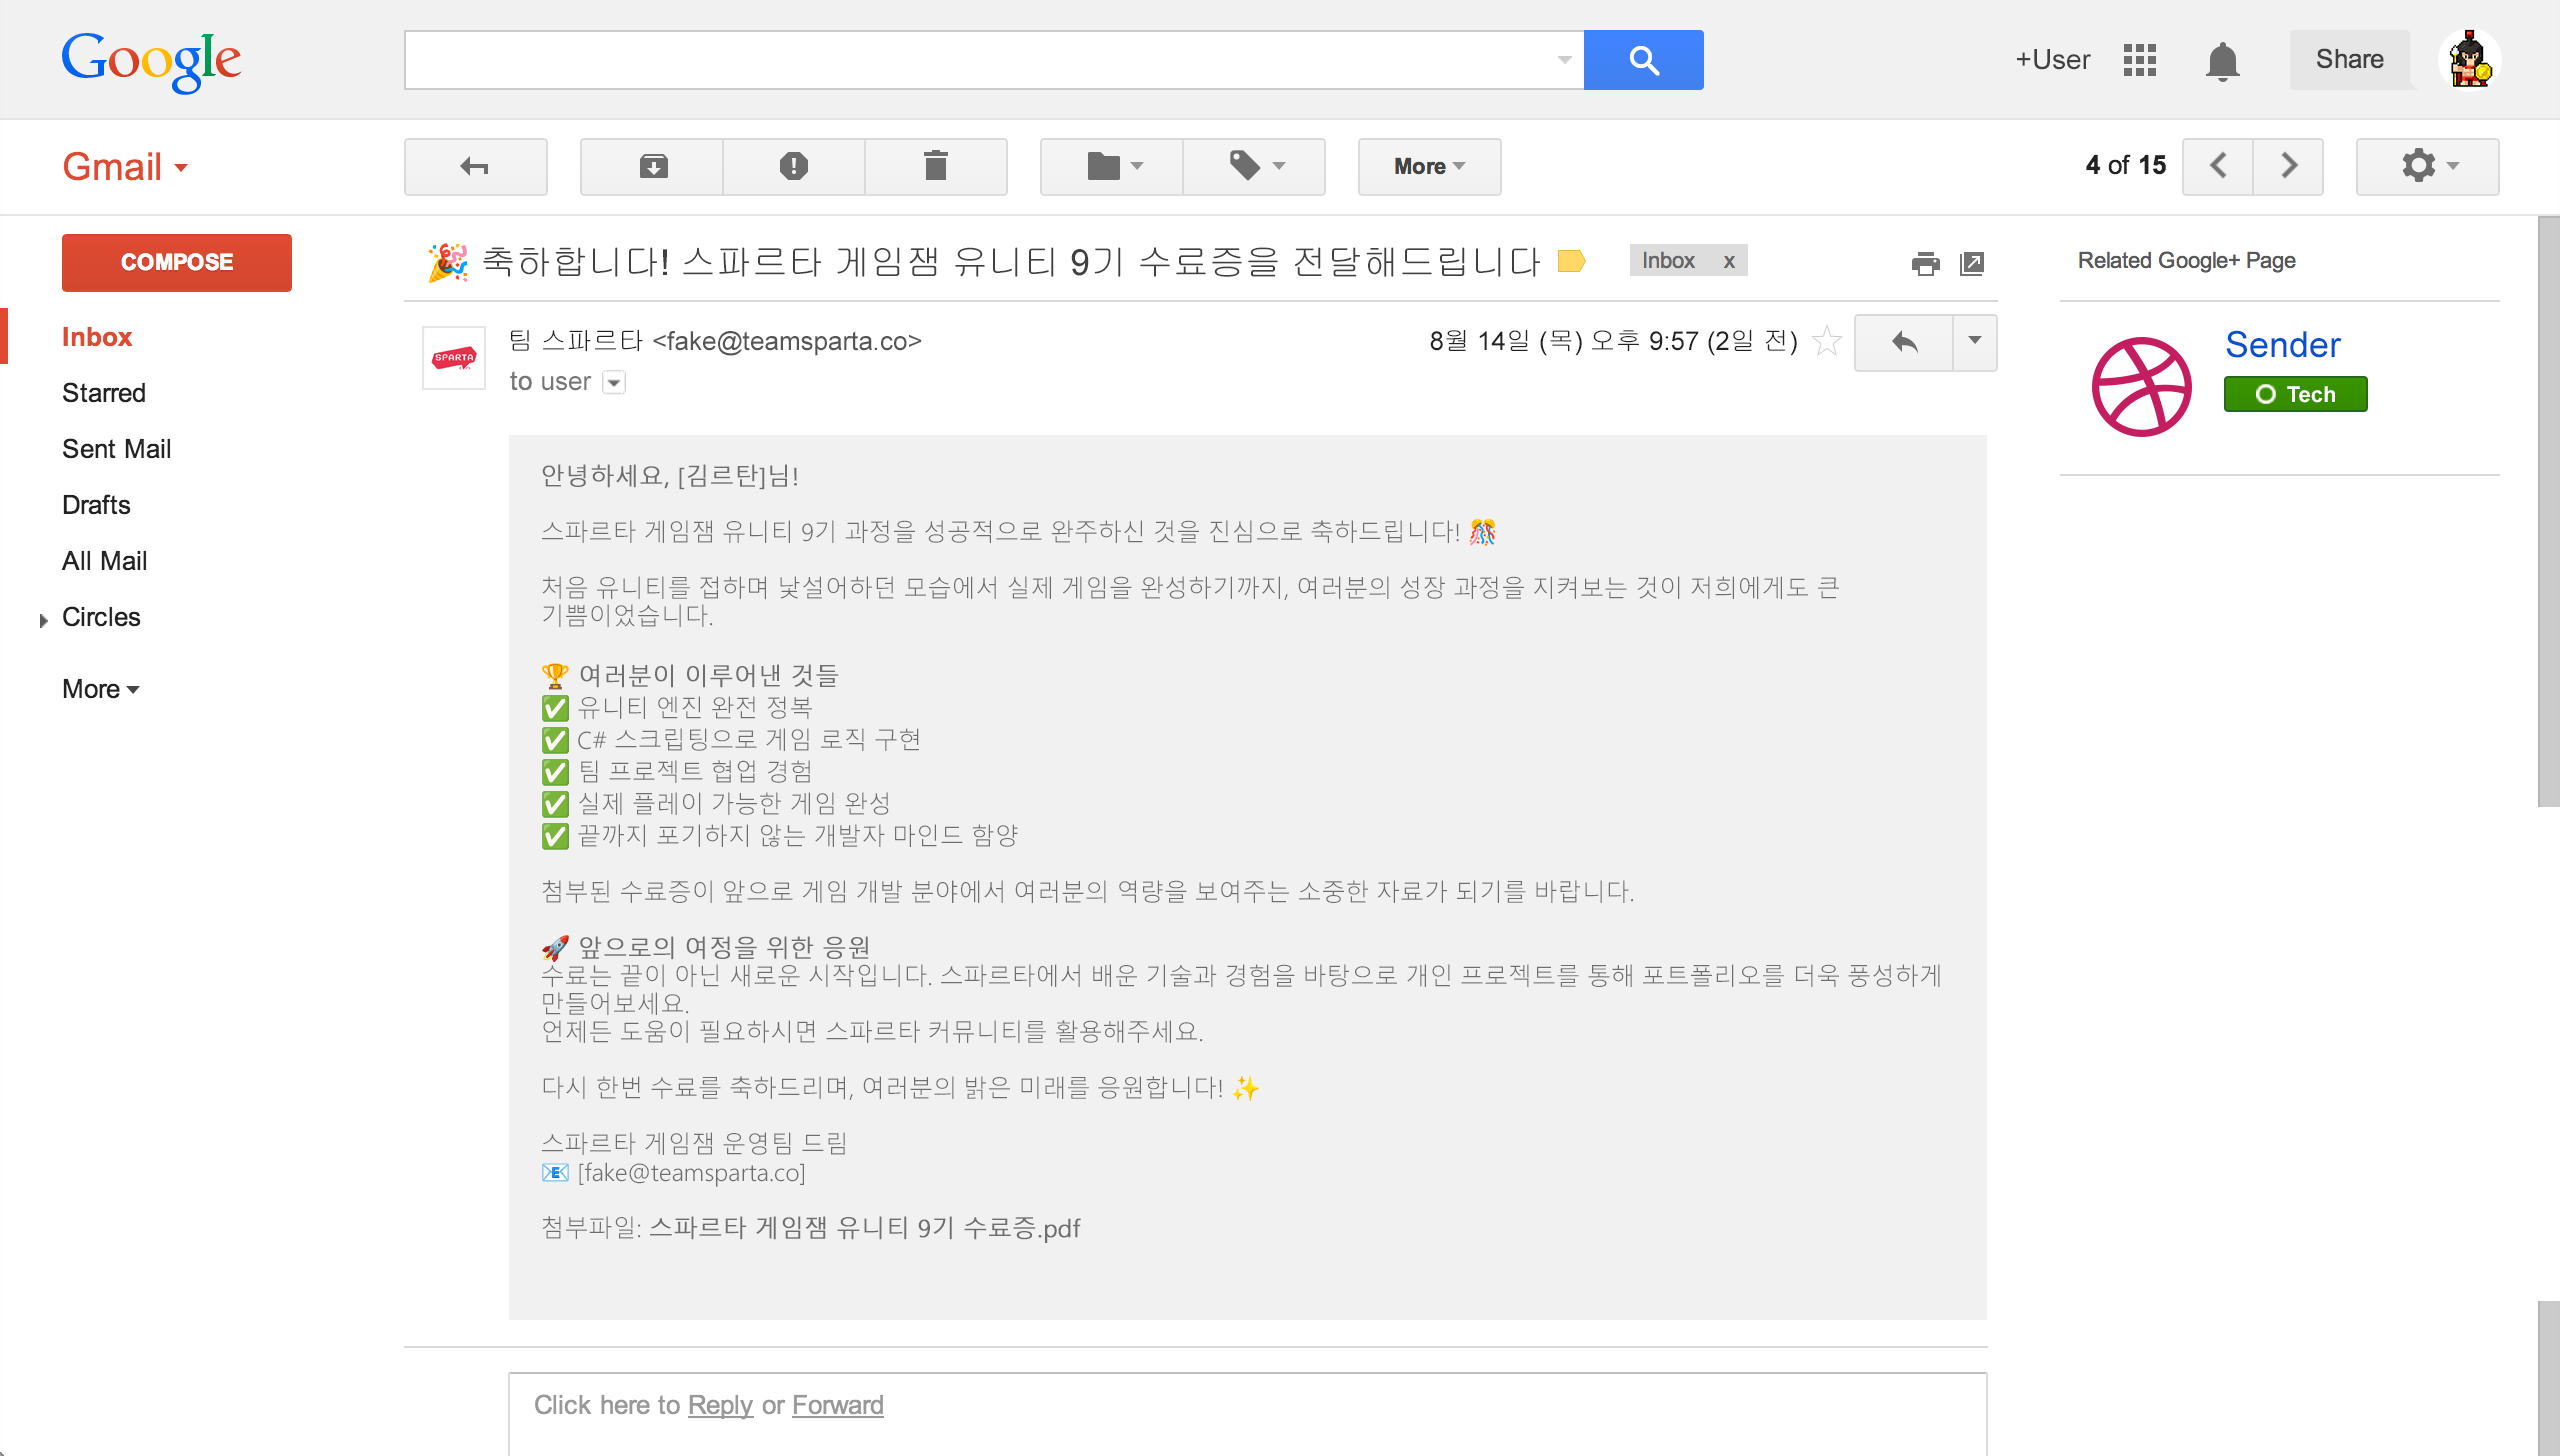 Google
+User
Share
Gmail
More
4 of 15
COMPOSE
Inbox
Starred
Sent Mail
Drafts
All Mail
Circles
More
🎉 축하합니다! 스파르타 게임잼 유니티 9기 수료증을 전달해드립니다
Inbox x
SPARTA
팀 스파르타 <fake@teamsparta.co>
8월 14일 (목) 오후 9:57 (2일 전)
to user
안녕하세요, [김르탄]님!
스파르타 게임잼 유니티 9기 과정을 성공적으로 완주하신 것을 진심으로 축하드립니다! 🎊
처음 유니티를 접하며 낯설어하던 모습에서 실제 게임을 완성하기까지, 여러분의 성장 과정을 지켜보는 것이 저희에게도 큰
기쁨이었습니다.
🏆 여러분이 이루어낸 것들
✅ 유니티 엔진 완전 정복
✅ C# 스크립팅으로 게임 로직 구현
✅ 팀 프로젝트 협업 경험
✅ 실제 플레이 가능한 게임 완성
✅ 끝까지 포기하지 않는 개발자 마인드 함양
첨부된 수료증이 앞으로 게임 개발 분야에서 여러분의 역량을 보여주는 소중한 자료가 되기를 바랍니다.
🚀 앞으로의 여정을 위한 응원
수료는 끝이 아닌 새로운 시작입니다. 스파르타에서 배운 기술과 경험을 바탕으로 개인 프로젝트를 통해 포트폴리오를 더욱 풍성하게
만들어보세요.
언제든 도움이 필요하시면 스파르타 커뮤니티를 활용해주세요.
다시 한번 수료를 축하드리며, 여러분의 밝은 미래를 응원합니다! ✨
스파르타 게임잼 운영팀 드림
📧 [fake@teamsparta.co]
첨부파일: 스파르타 게임잼 유니티 9기 수료증.pdf
Click here to Reply or Forward
Related Google+ Page
Sender
Tech